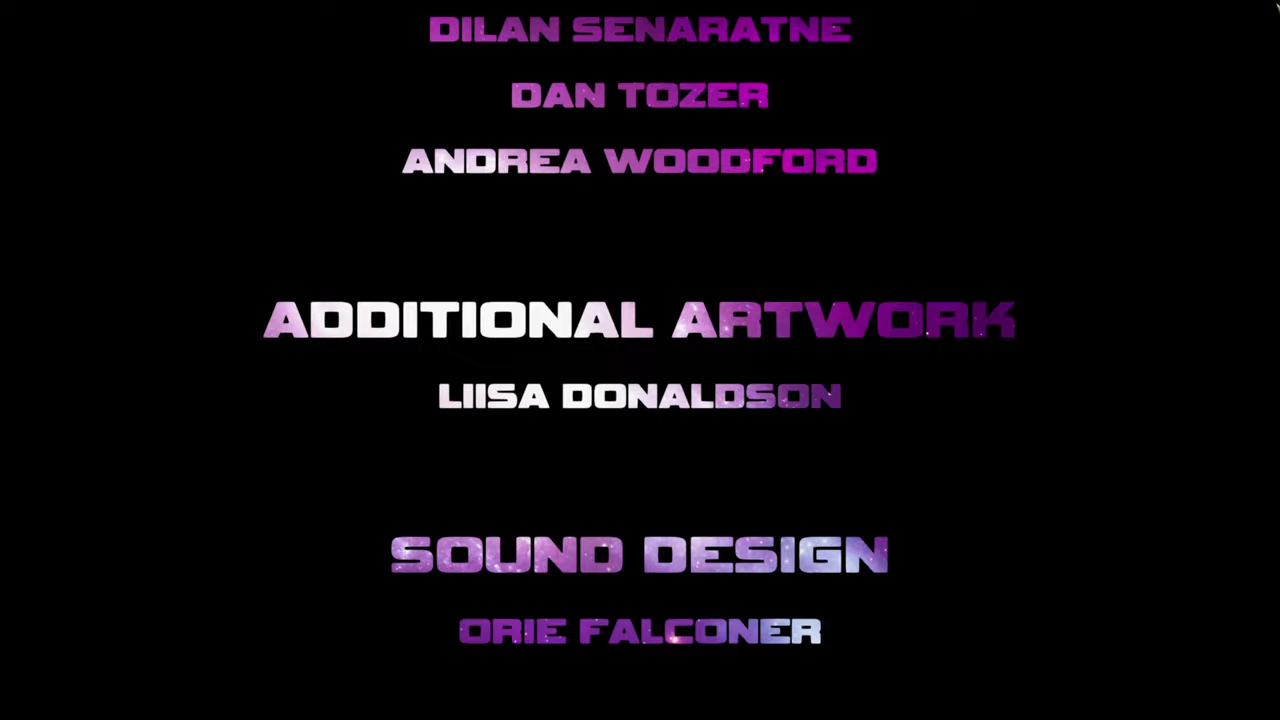 DILAN SENARATNE
DAN TOZER
ANDREA WOODFORD
ADDITIONAL ARTWORK
LIISA DONALDSON
SOUND DESIGN
ORIE FALCONER